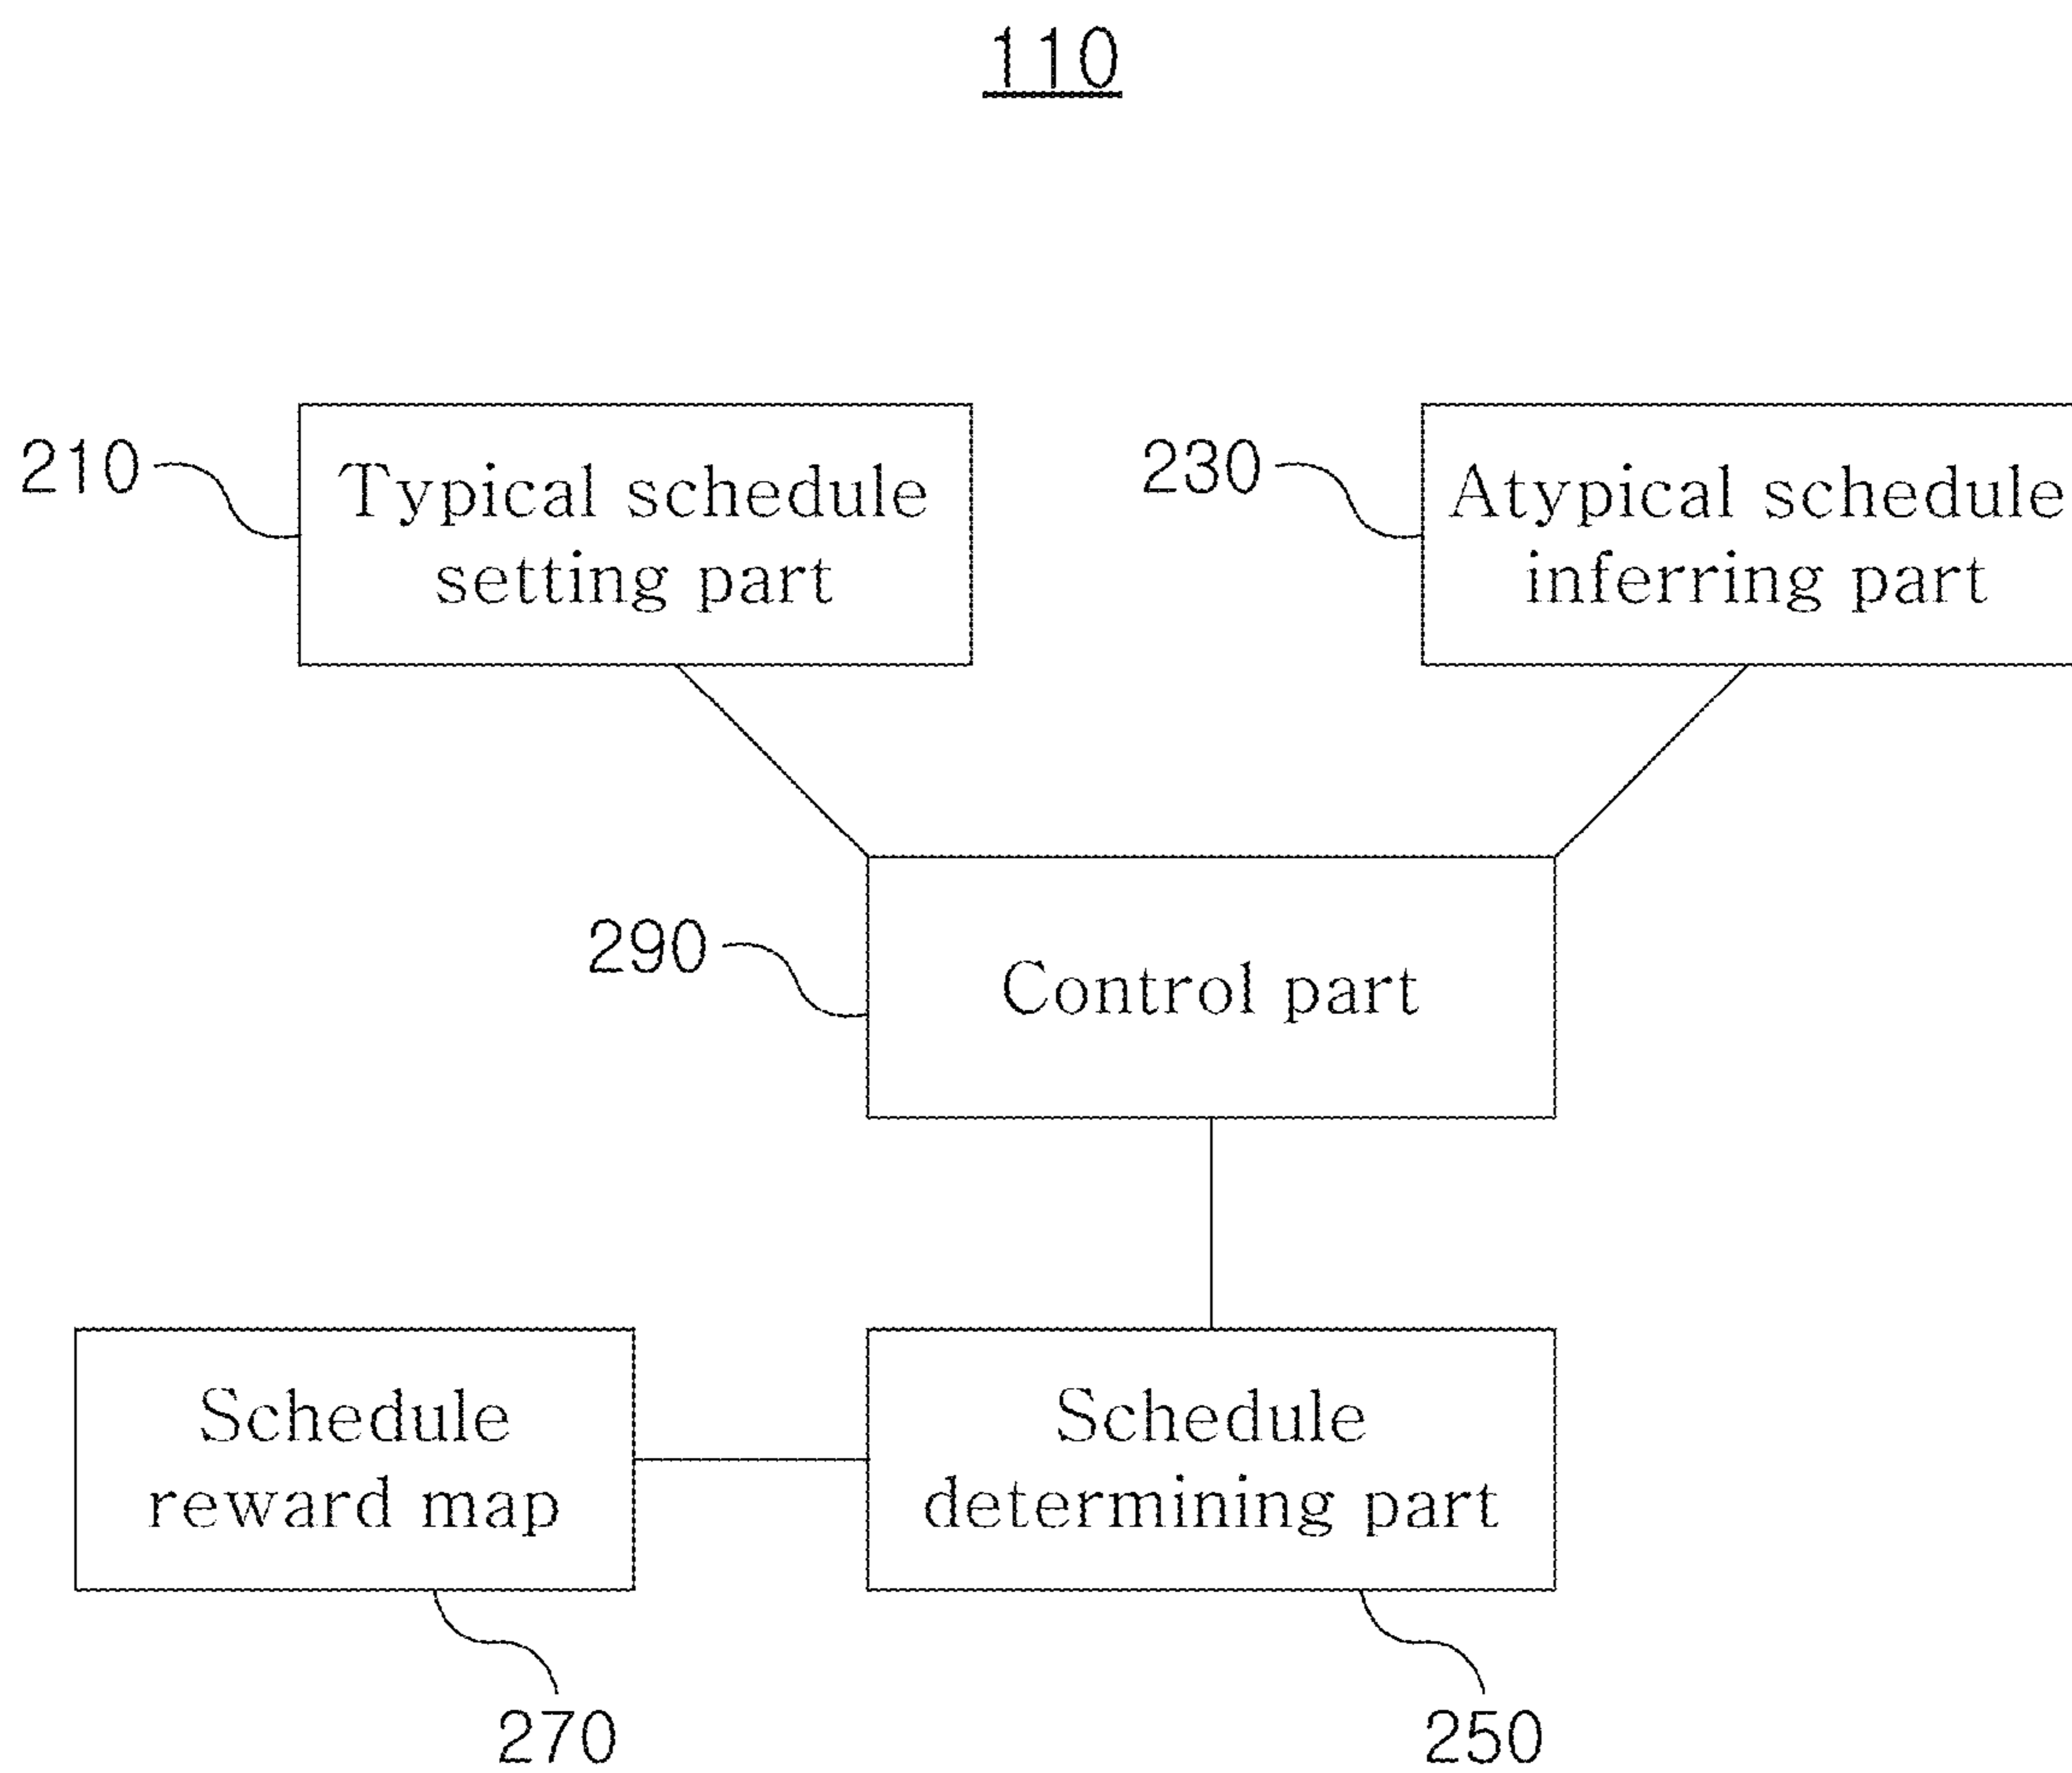 110
210
Typical schedule
setting part
230
Atypical schedule
inferring part
290
Control part
Schedule
reward map
Schedule
determining part
270
250